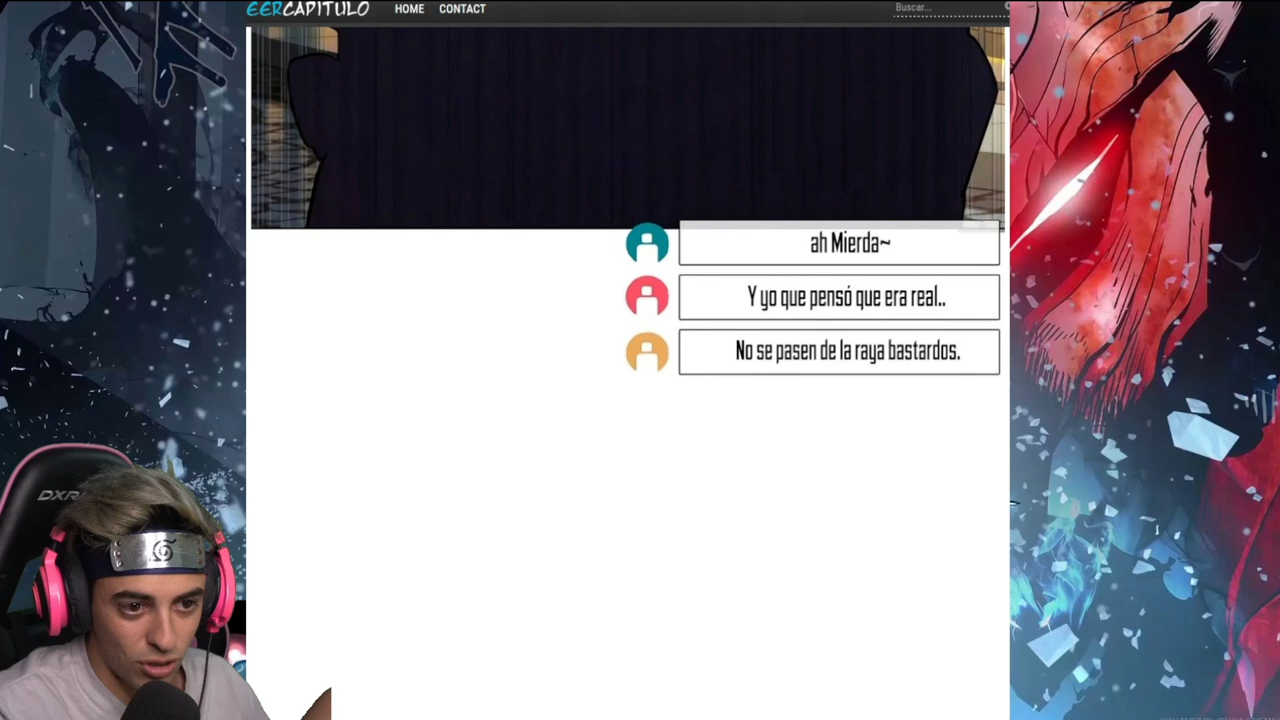 EERCAPITULO
HOME CONTACT
Buscar...
ah Mierda~
Y yo que pensó que era real..
No se pasen de la raya bastardos.
DXR